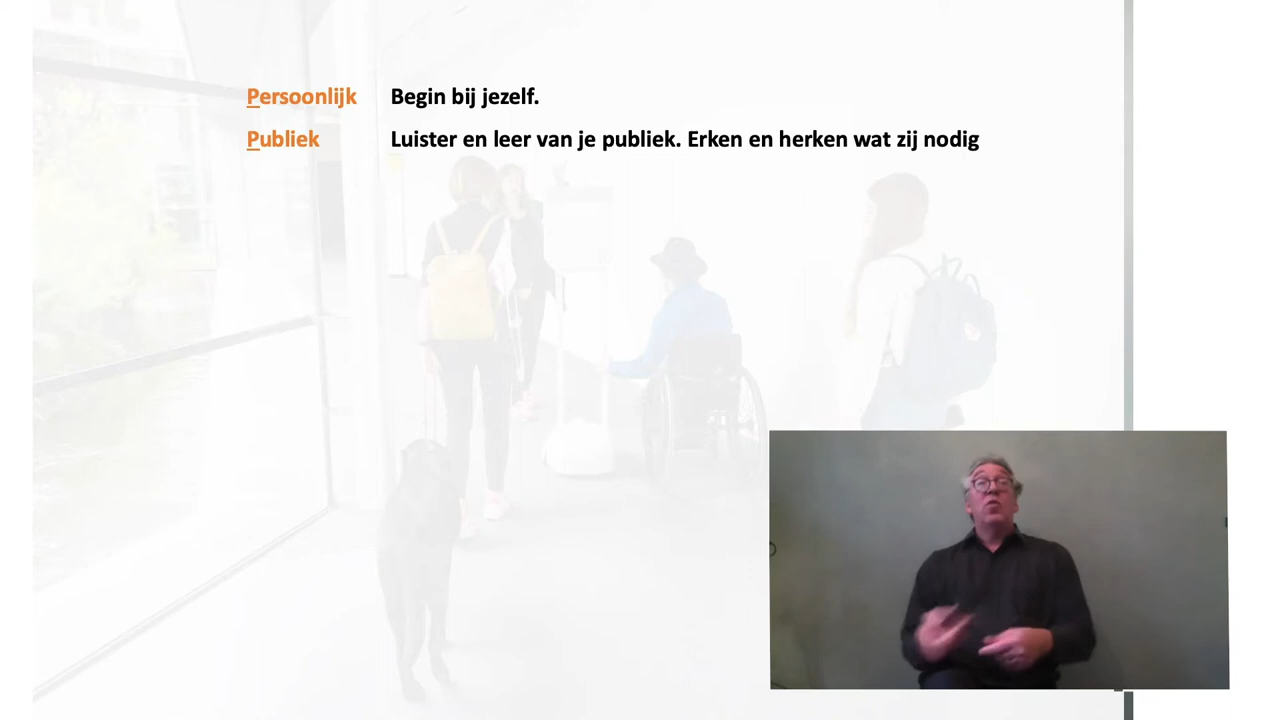 Persoonlijk Begin bij jezelf.
Publiek Luister en leer van je publiek. Erken en herken wat zij nodig